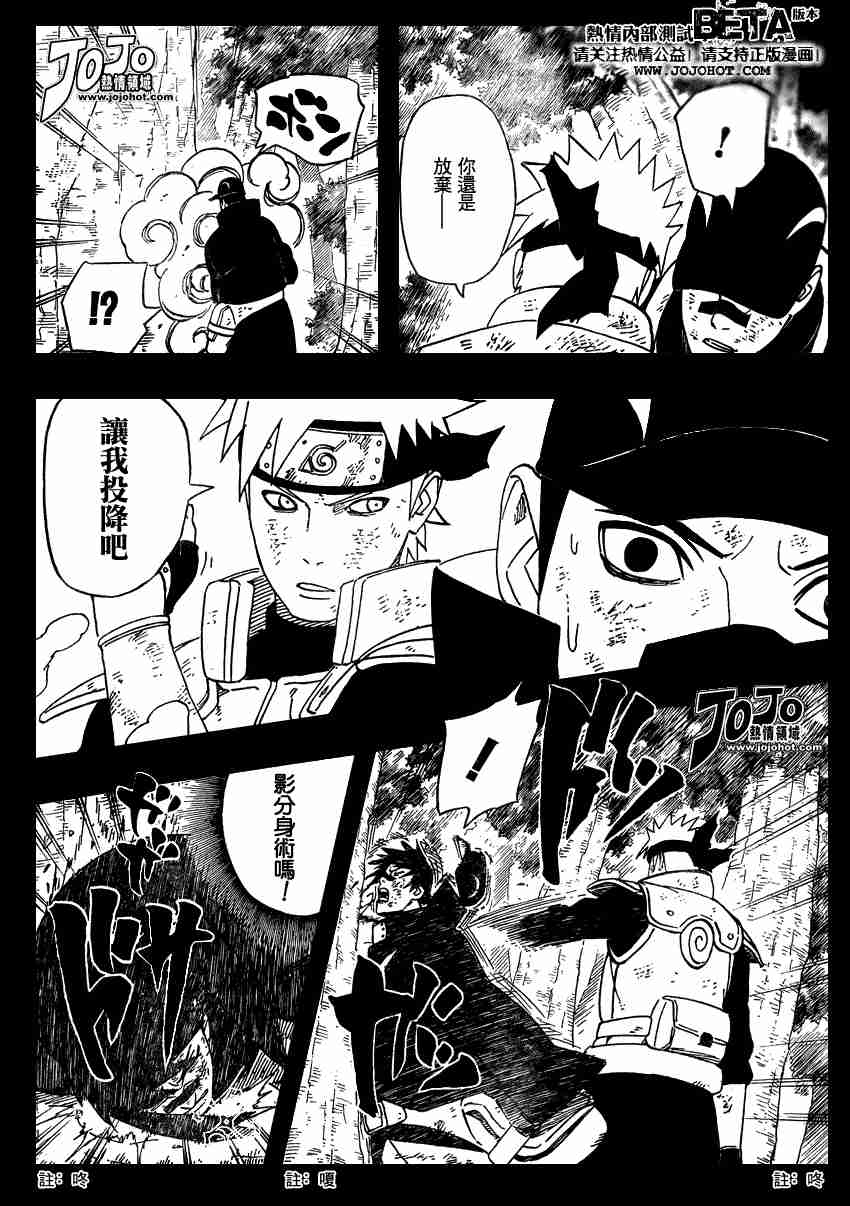 熱情內部測試BETA版本
请关注热情公益！请支持正版漫画！
WWW.JOJOHOT.COM
JOJO
熱情領域
www.jojohot.com
！
你還是
放棄──
ボン
！？
讓我投降吧
JOJO
熱情領域
www.jojohot.com
ドッ
！
ガッ
影分身術嗎！
ドサ
註：咚
註：嗄
註：咚